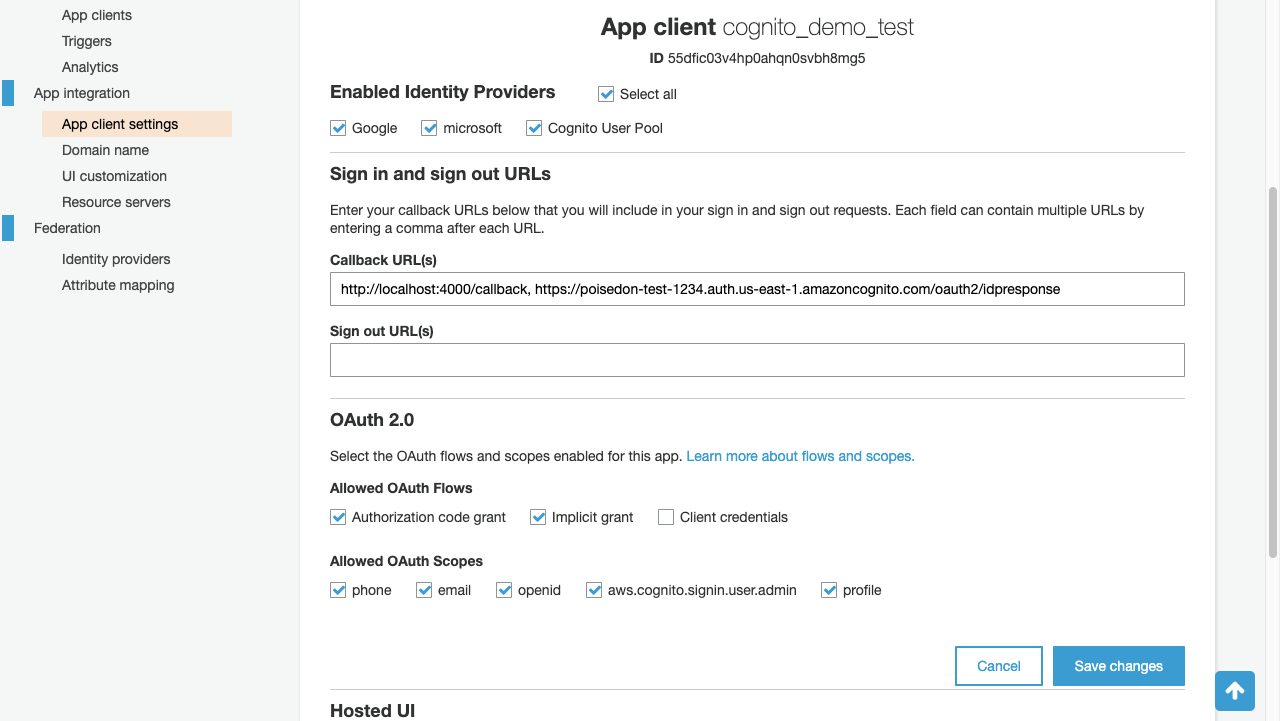 App clients
Triggers
Analytics
App integration
App client settings
Domain name
UI customization
Resource servers
Federation
Identity providers
Attribute mapping
App client cognito_demo_test
ID 55dfic03v4hp0ahqn0svbh8mg5
Enabled Identity Providers Select all
Google microsoft Cognito User Pool
Sign in and sign out URLs
Enter your callback URLs below that you will include in your sign in and sign out requests. Each field can contain multiple URLs by
entering a comma after each URL.
Callback URL(s)
http://localhost:4000/callback, https://poisedon-test-1234.auth.us-east-1.amazoncognito.com/oauth2/idpresponse
Sign out URL(s)
OAuth 2.0
Select the OAuth flows and scopes enabled for this app. Learn more about flows and scopes.
Allowed OAuth Flows
Authorization code grant Implicit grant Client credentials
Allowed OAuth Scopes
phone email openid aws.cognito.signin.user.admin profile
Cancel Save changes
Hosted UI